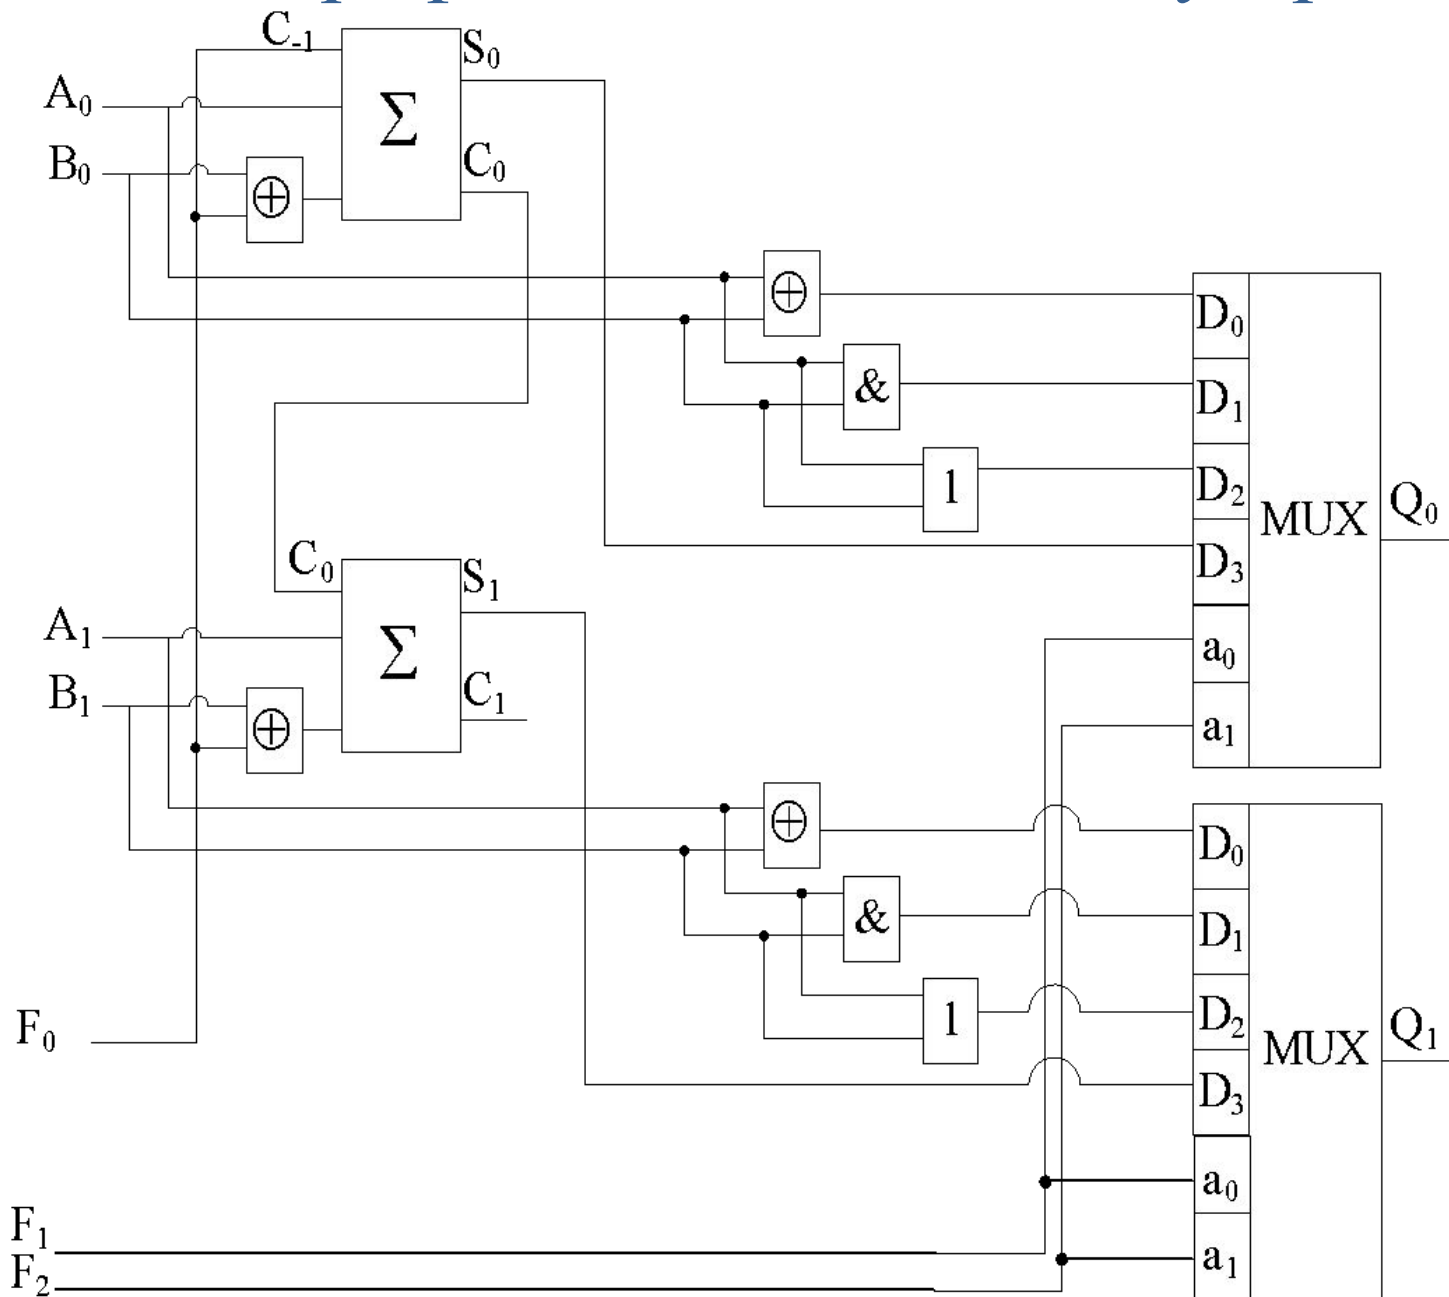 C₋₁
S₀
A₀
Σ
B₀
⊕
C₀
⊕
D₀
&
D₁
1
D₂
MUX
Q₀
D₃
C₀
S₁
A₁
Σ
a₀
B₁
⊕
C₁
a₁
⊕
D₀
&
D₁
1
D₂
MUX
Q₁
F₀
D₃
a₀
F₁
a₁
F₂